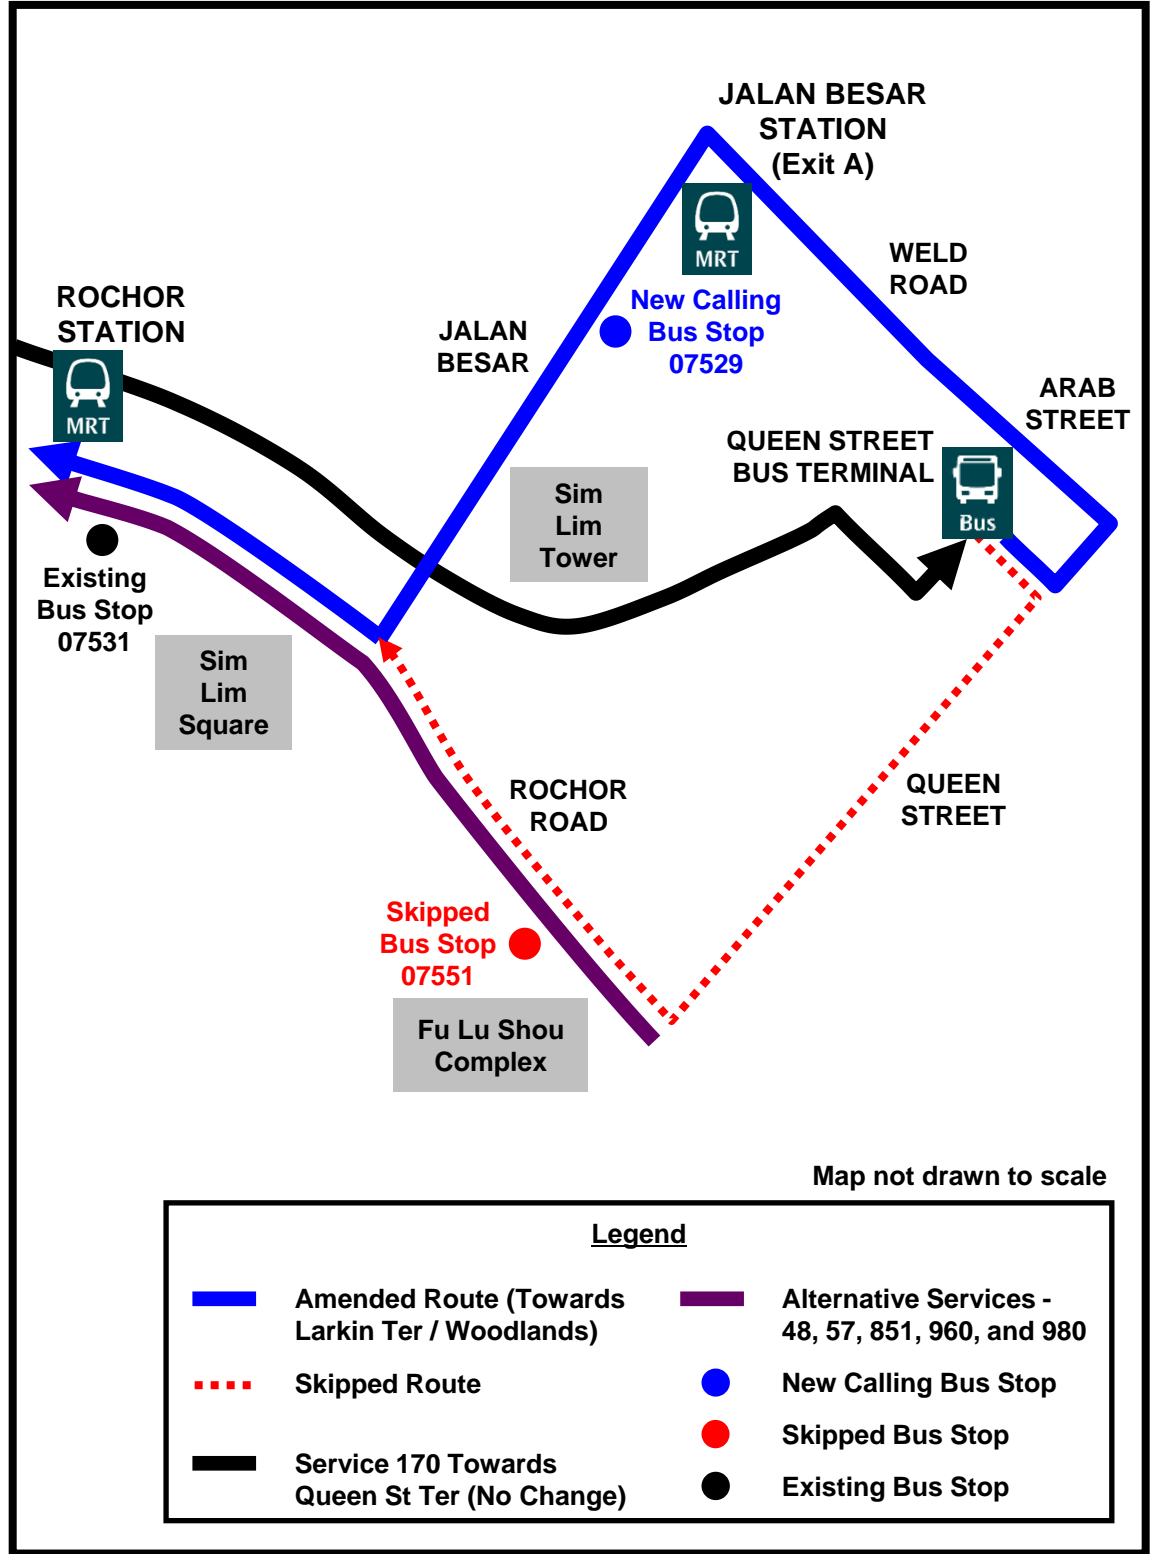 JALAN BESAR
STATION
(Exit A)
MRT
WELD
ROAD
ROCHOR
STATION
MRT
JALAN
BESAR
New Calling
Bus Stop
07529
ARAB
STREET
QUEEN STREET
BUS TERMINAL
Bus
Sim
Lim
Tower
Existing
Bus Stop
07531
Sim
Lim
Square
ROCHOR
ROAD
QUEEN
STREET
Skipped
Bus Stop
07551
Fu Lu Shou
Complex
Map not drawn to scale
Legend
Amended Route (Towards
Larkin Ter / Woodlands)
Skipped Route
Service 170 Towards
Queen St Ter (No Change)
Alternative Services -
48, 57, 851, 960, and 980
New Calling Bus Stop
Skipped Bus Stop
Existing Bus Stop